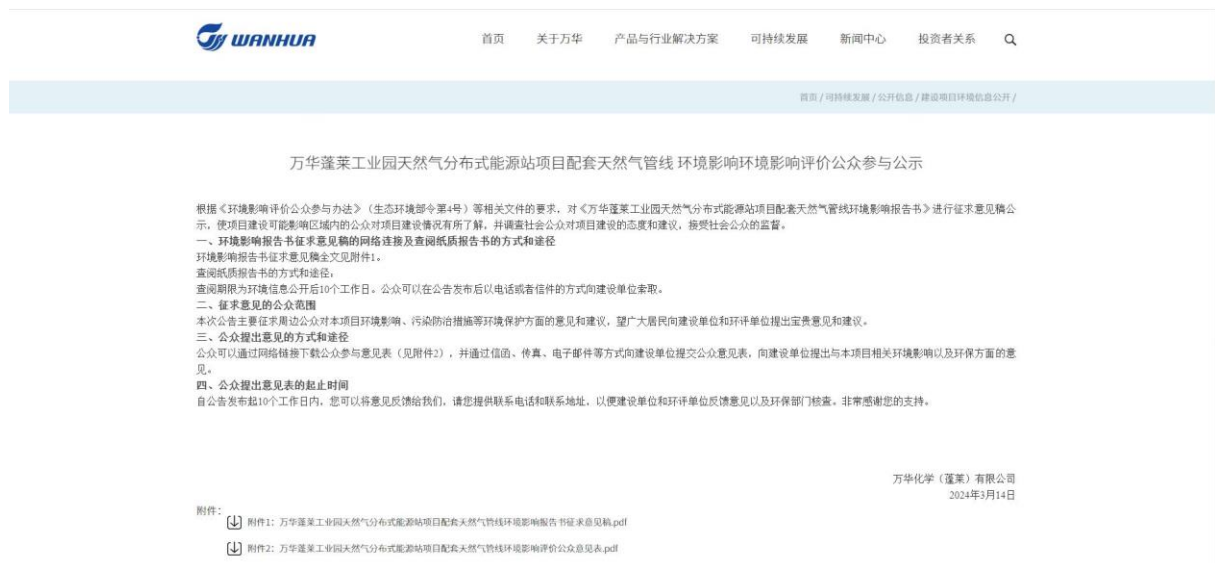 WANHUA
首页 关于万华 产品与行业解决方案 可持续发展 新闻中心 投资者关系
首页 / 可持续发展 / 公开信息 / 建设项目环境信息公开 /
万华蓬莱工业园天然气分布式能源站项目配套天然气管线 环境影响环境影响评价公众参与公示
根据《环境影响评价公众参与办法》（生态环境部令第4号）等相关文件的要求，对《万华蓬莱工业园天然气分布式能源站项目配套天然气管线环境影响报告书》进行征求意见稿公
示，使项目建设可能影响区域内的公众对项目建设情况有所了解，并调查社会公众对项目建设的态度和建议，接受社会公众的监督。
一、环境影响报告书征求意见稿的网络连接及查阅纸质报告书的方式和途径
环境影响报告书征求意见稿全文见附件1。
查阅纸质报告书的方式和途径：
查阅期限为环境信息公开后10个工作日。公众可以在公告发布后以电话或者信件的方式向建设单位索取。
二、征求意见的公众范围
本次公告主要征求周边公众对本项目环境影响、污染防治措施等环境保护方面的意见和建议，望广大居民向建设单位和环评单位提出宝贵意见和建议。
三、公众提出意见的方式和途径
公众可以通过网络链接下载公众参与意见表（见附件2），并通过信函、传真、电子邮件等方式向建设单位提交公众意见表，向建设单位提出与本项目相关环境影响以及环保方面的意
见。
四、公众提出意见表的起止时间
自公告发布起10个工作日内，您可以将意见反馈给我们，请您提供联系电话和联系地址，以便建设单位和环评单位反馈意见以及环保部门核查。非常感谢您的支持。
万华化学（蓬莱）有限公司
2024年3月14日
附件：
附件1：万华蓬莱工业园天然气分布式能源站项目配套天然气管线环境影响报告书征求意见稿.pdf
附件2：万华蓬莱工业园天然气分布式能源站项目配套天然气管线环境影响评价公众意见表.pdf